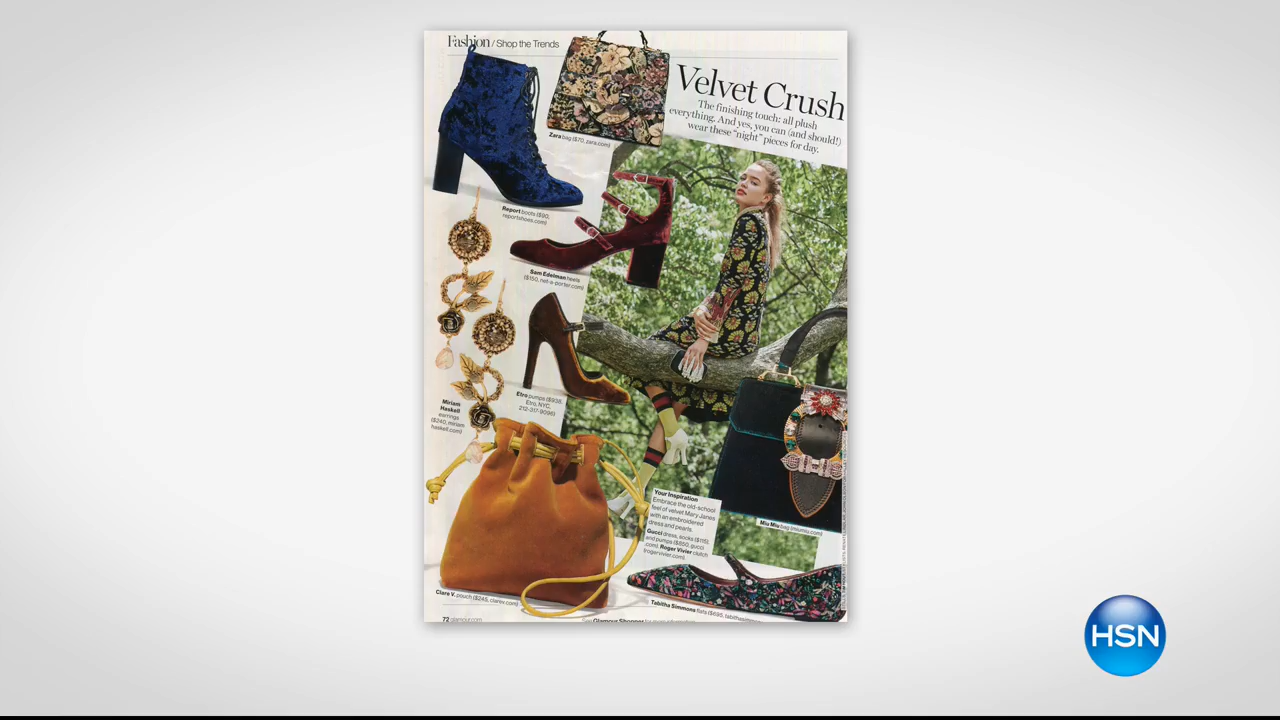 Fashion / Shop the Trends
Velvet Crush
The finishing touch: all plush
everything. And yes, you can (and should!)
wear these "night" pieces for day.
Zara bag ($70, zara.com)
Report boots ($90,
reportshoes.com)
Sam Edelman heels
($150, net-a-porter.com)
Etro pumps ($938,
Etro, NYC,
212-317-9096)
Miriam
Haskell
earrings
($240, miriam
haskell.com)
Your Inspiration
Embrace the old-school
feel of velvet Mary Janes
with an embroidered
dress and pearls.
Gucci dress, socks ($115),
and pumps ($850, gucci
.com). Roger Vivier clutch
(rogervivier.com)
Miu Miu bag (miumiu.com)
Clare V. pouch ($245, clarev.com)
Tabitha Simmons flats ($695,
72 glamour.com
HSN